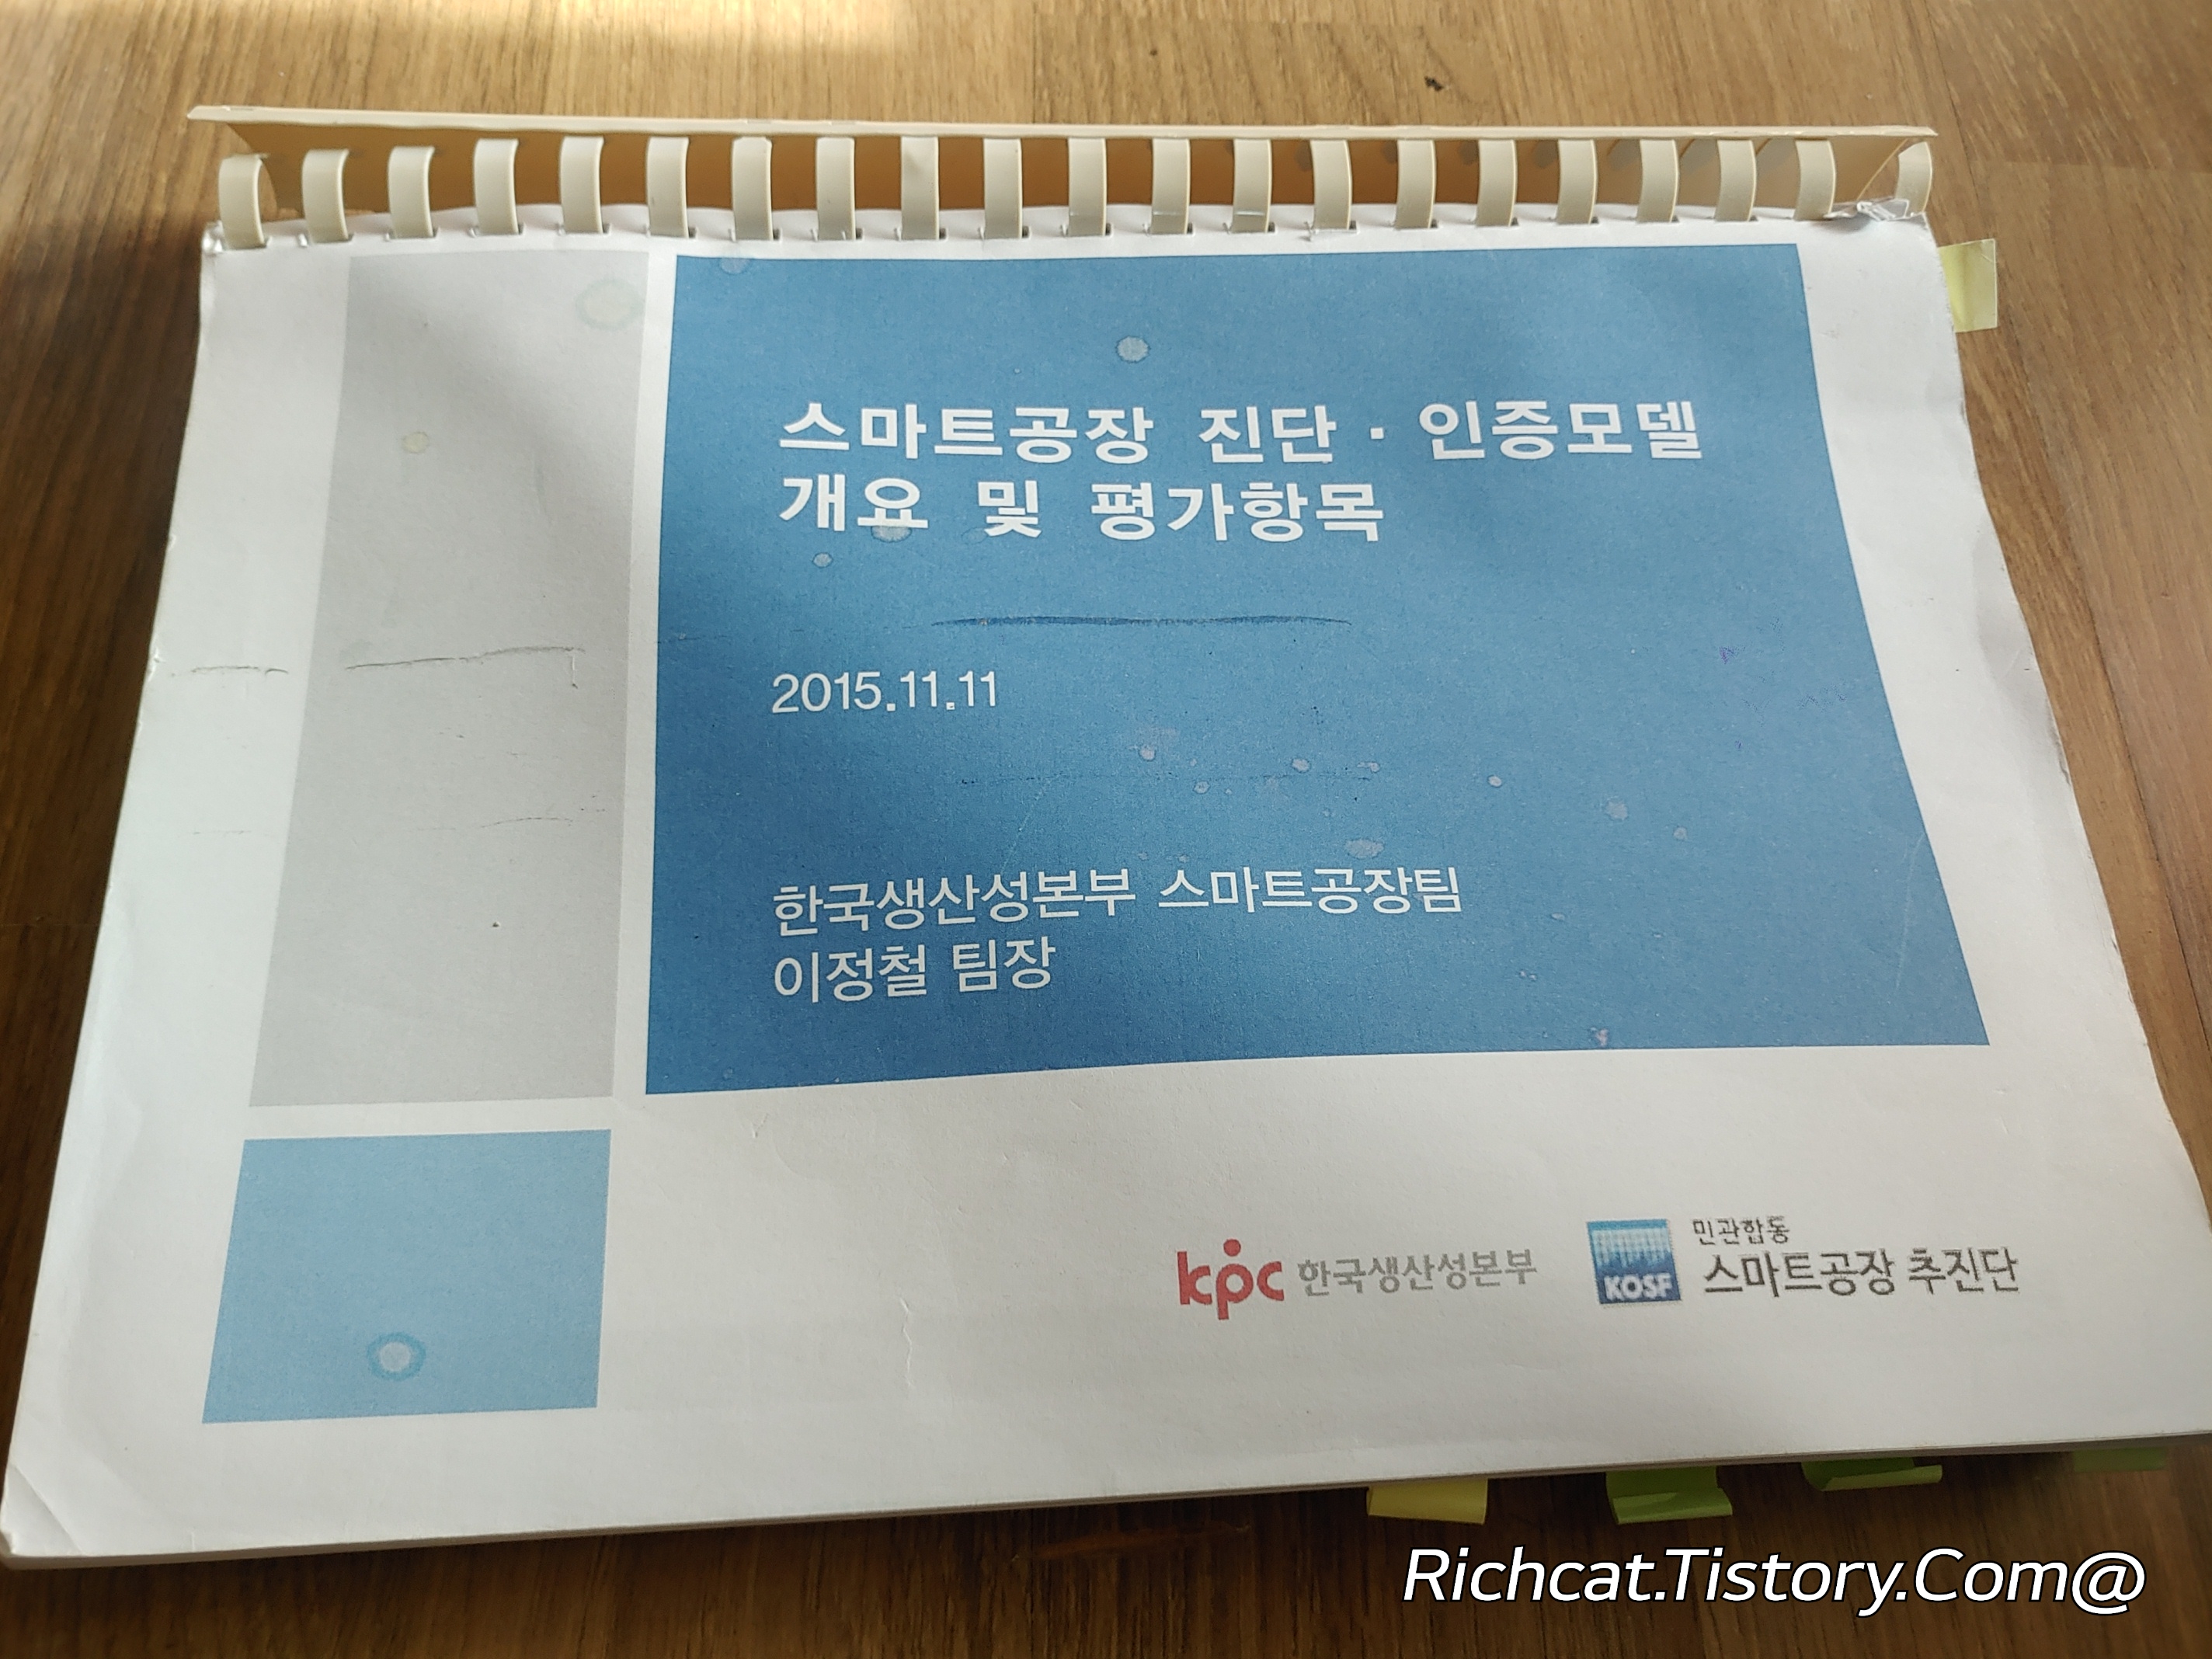 스마트공장 진단·인증모델
개요 및 평가항목
2015.11.11
한국생산성본부 스마트공장팀
이정철 팀장
kpc 한국생산성본부
KOSF
민관합동
스마트공장 추진단
Richcat.Tistory.Com@